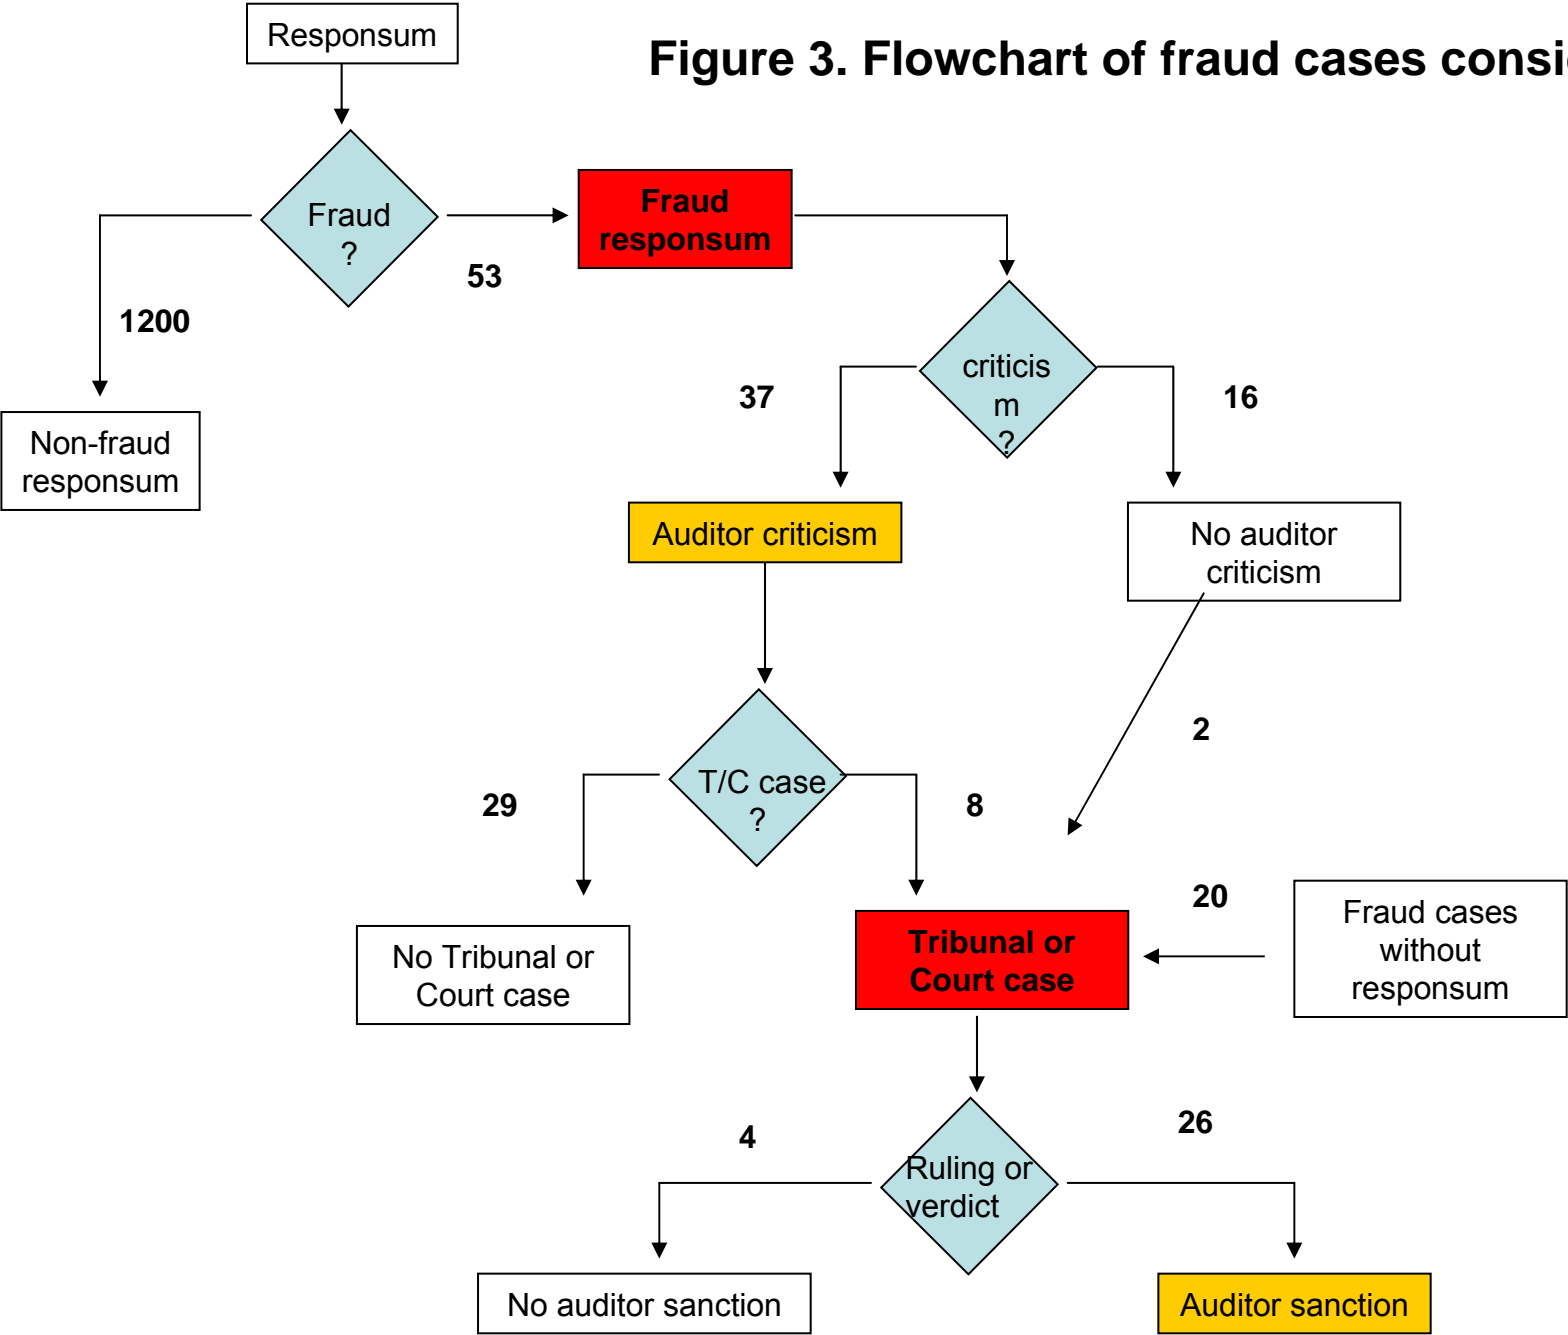 Responsum
Figure 3. Flowchart of fraud cases consi
Fraud
?
Fraud
responsum
53
1200
criticis
m
?
37
16
Non-fraud
responsum
Auditor criticism
No auditor
criticism
2
T/C case
?
29
8
20
Fraud cases
without
responsum
No Tribunal or
Court case
Tribunal or
Court case
4
26
Ruling or
verdict
No auditor sanction
Auditor sanction